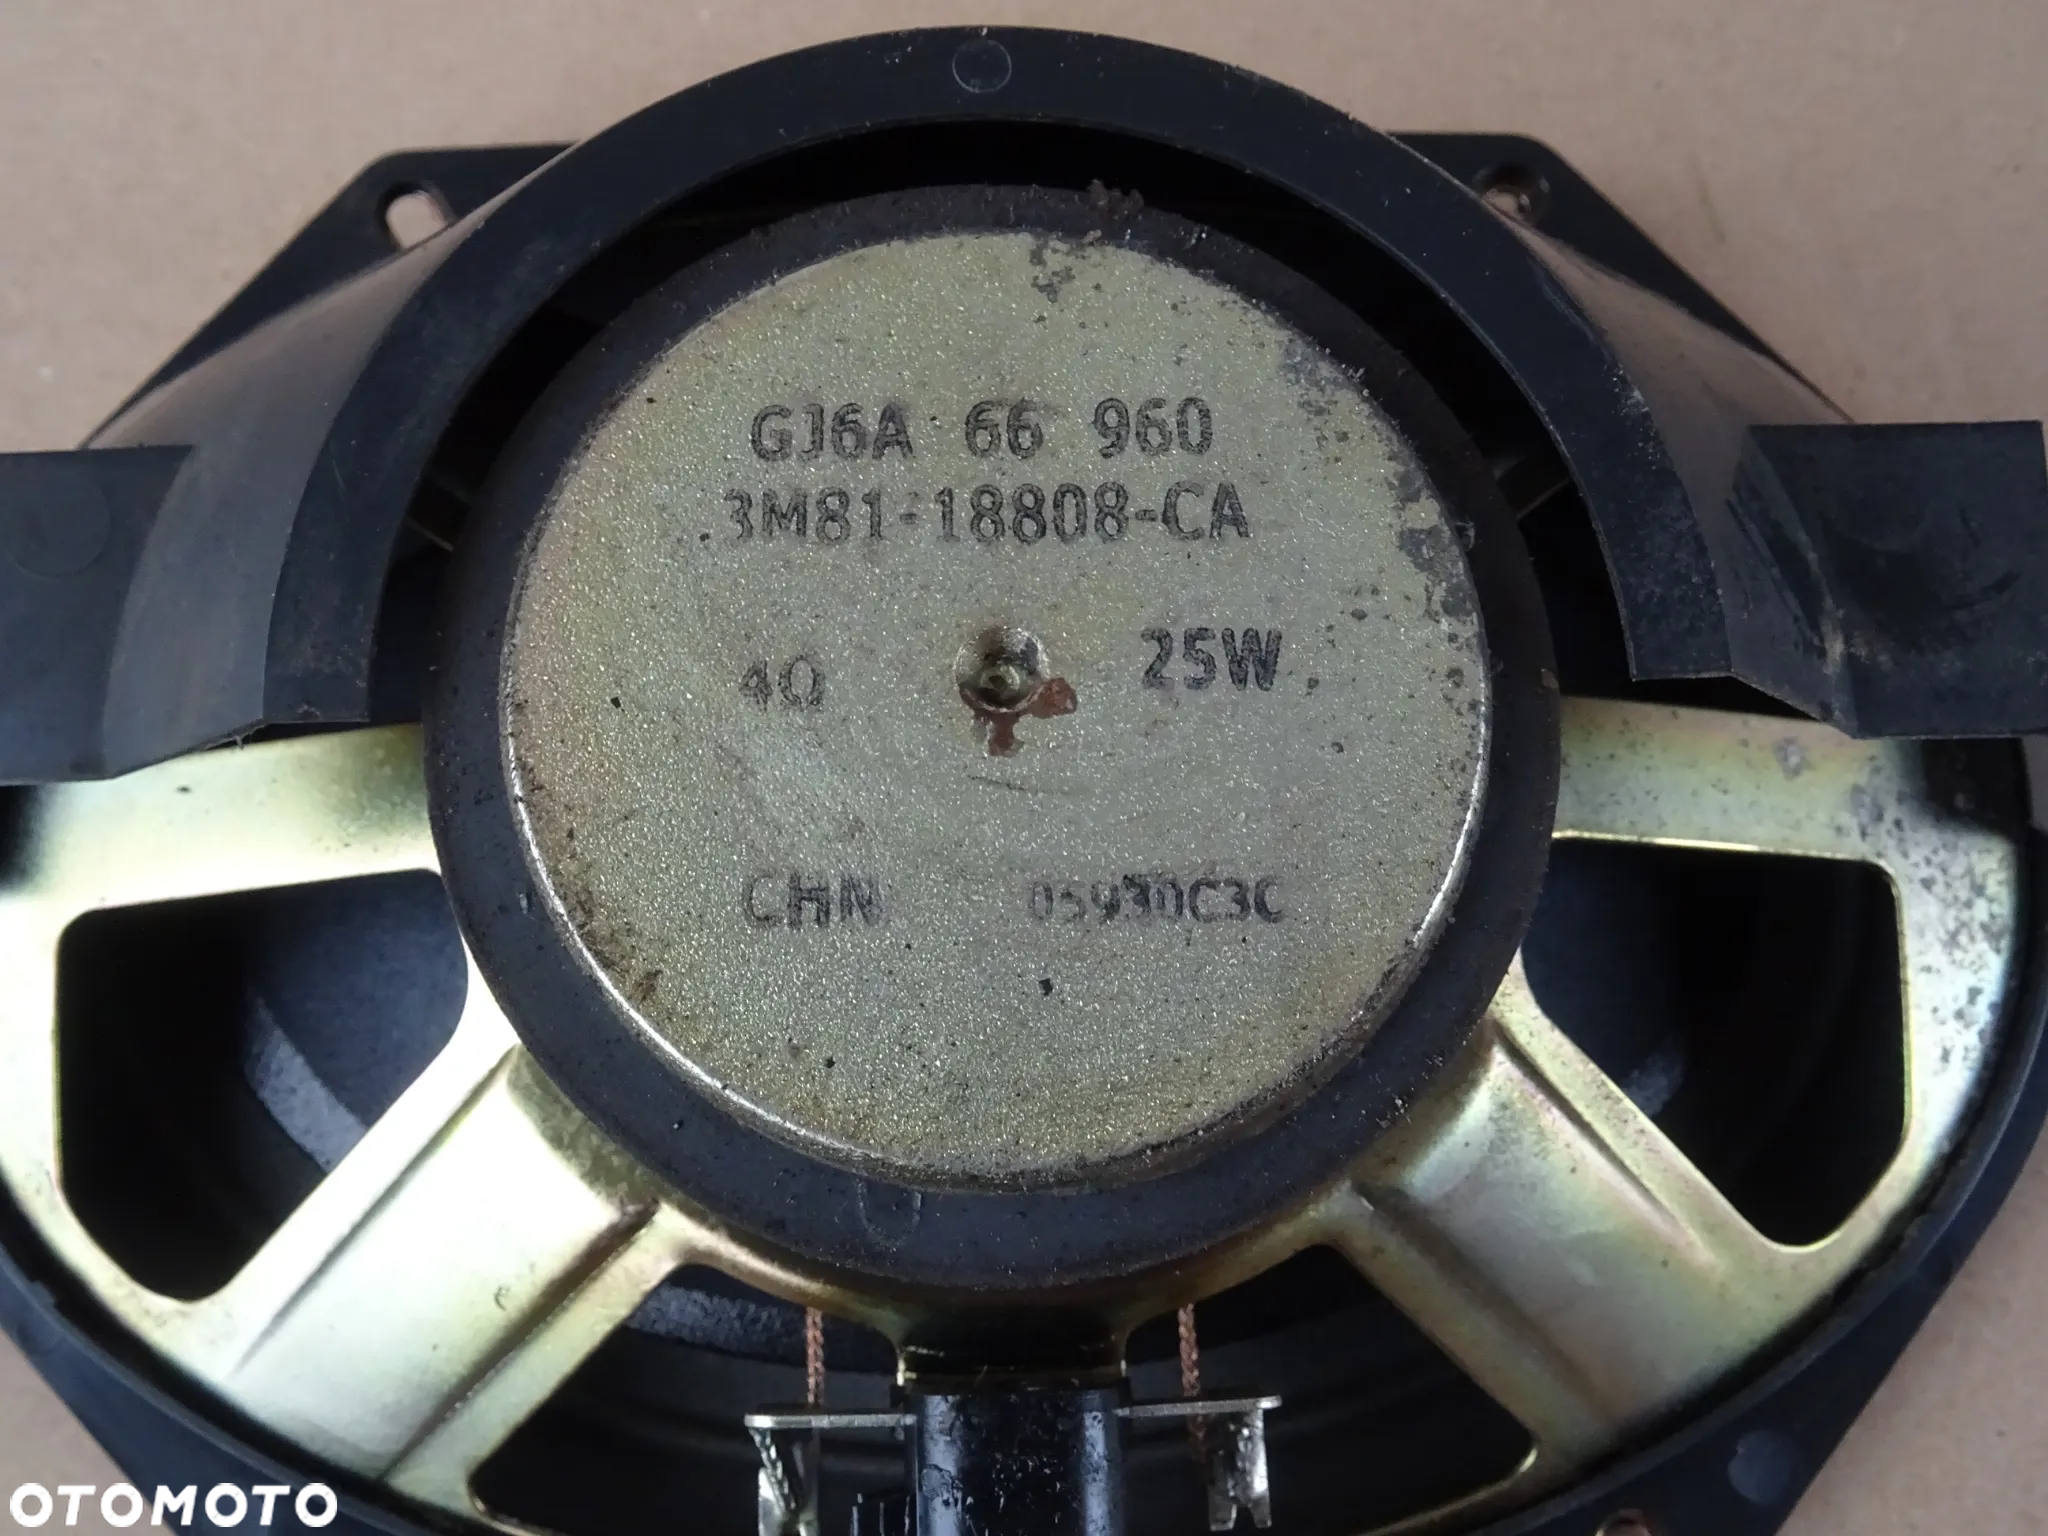 GJ6A 66 960
3M81-18808-CA
4Ω 25W
CHN 05930C3C
OTOMOTO